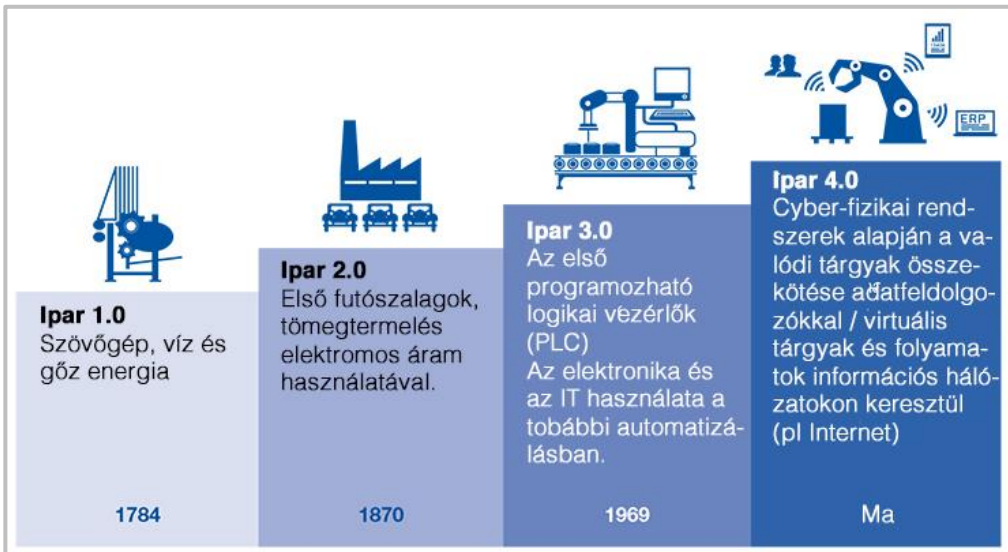 Ipar 1.0
Szövőgép, víz és
gőz energia
1784
Ipar 2.0
Első futószalagok,
tömegtermelés
elektromos áram
használatával.
1870
Ipar 3.0
Az első
programozható
logikai vezérlők
(PLC)
Az elektronika és
az IT használata a
tobábbi automatizá-
lásban.
1969
ERP
Ipar 4.0
Cyber-fizikai rend-
szerek alapján a va-
lódi tárgyak össze-
kötése adatfeldolgo-
zókkal / virtuális
tárgyak és folyama-
tok információs háló-
zatokon keresztül
(pl Internet)
Ma